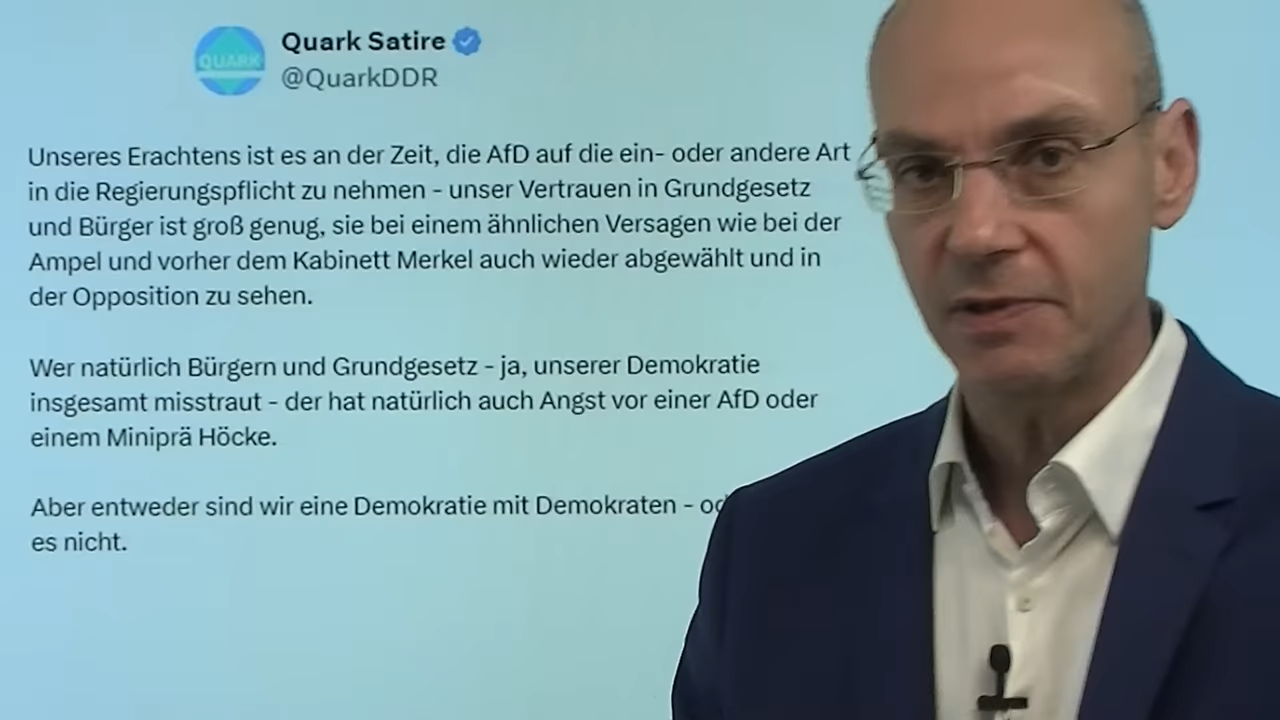 QUARK
Quark Satire
@QuarkDDR
Unseres Erachtens ist es an der Zeit, die AfD auf die ein- oder andere Art
in die Regierungspflicht zu nehmen - unser Vertrauen in Grundgesetz
und Bürger ist groß genug, sie bei einem ähnlichen Versagen wie bei der
Ampel und vorher dem Kabinett Merkel auch wieder abgewählt und in
der Opposition zu sehen.
Wer natürlich Bürgern und Grundgesetz - ja, unserer Demokratie
insgesamt misstraut - der hat natürlich auch Angst vor einer AfD oder
einem Miniprä Höcke.
Aber entweder sind wir eine Demokratie mit Demokraten -
es nicht.